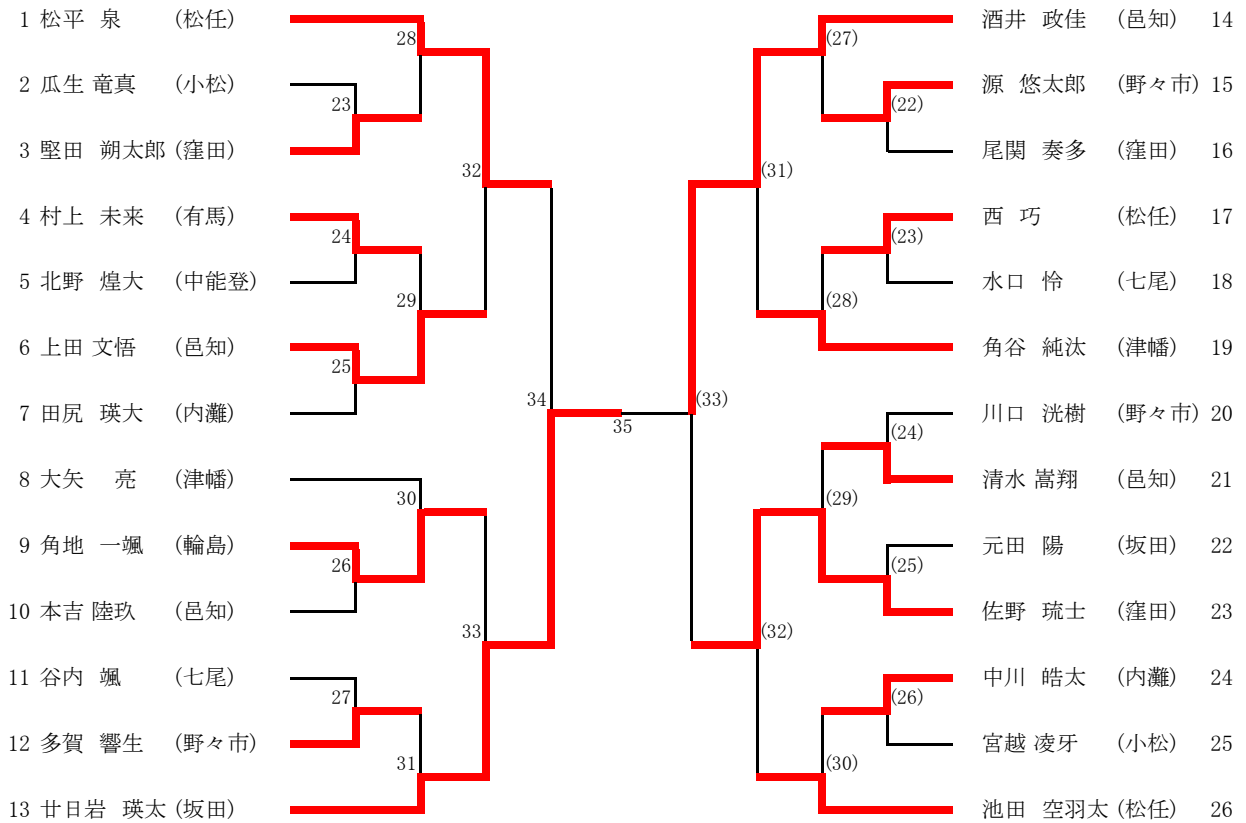 1 松平 泉 (松任)
28
2 瓜生 竜真 (小松)
23
3 堅田 朔太郎 (窪田)
32
4 村上 未来 (有馬)
24
5 北野 煌大 (中能登)
29
6 上田 文悟 (邑知)
25
7 田尻 瑛大 (内灘)
34
8 大矢 亮 (津幡)
30
9 角地 一颯 (輪島)
26
10 本吉 陸玖 (邑知)
33
11 谷内 颯 (七尾)
27
12 多賀 響生 (野々市)
31
13 廿日岩 瑛太 (坂田)
35
酒井 政佳 (邑知) 14
(27)
源 悠太郎 (野々市) 15
(22)
尾関 奏多 (窪田) 16
(31)
西 巧 (松任) 17
(23)
水口 怜 (七尾) 18
(28)
角谷 純汰 (津幡) 19
(33)
川口 洸樹 (野々市) 20
(24)
清水 嵩翔 (邑知) 21
(29)
元田 陽 (坂田) 22
(25)
佐野 琉士 (窪田) 23
(32)
中川 皓太 (内灘) 24
(26)
宮越 凌牙 (小松) 25
(30)
池田 空羽太 (松任) 26